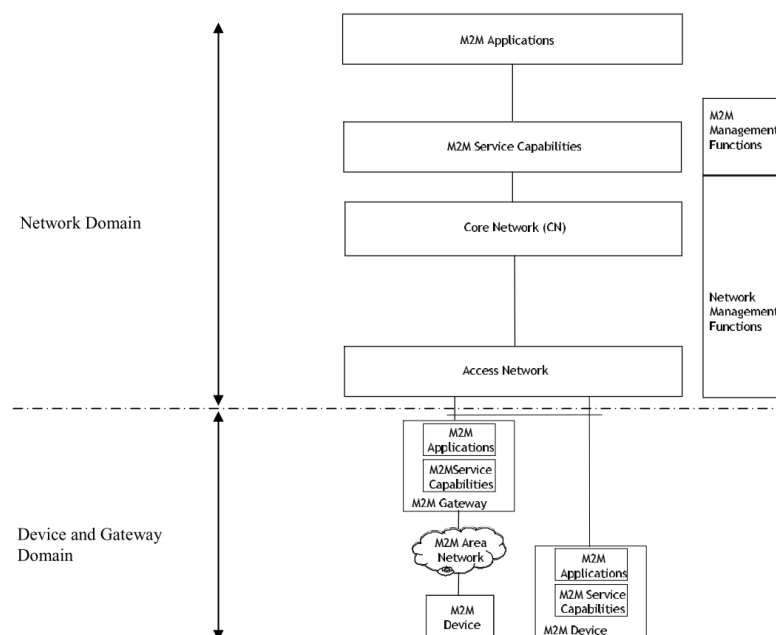 M2M Applications
M2M
Management
Functions
M2M Service Capabilities
Network Domain
Core Network (CN)
Network
Management
Functions
Access Network
M2M
Applications
M2MService
Capabilities
M2M Gateway
Device and Gateway
Domain
M2M Area
Network
M2M
Applications
M2M Service
Capabilities
M2M Device
M2M
Device